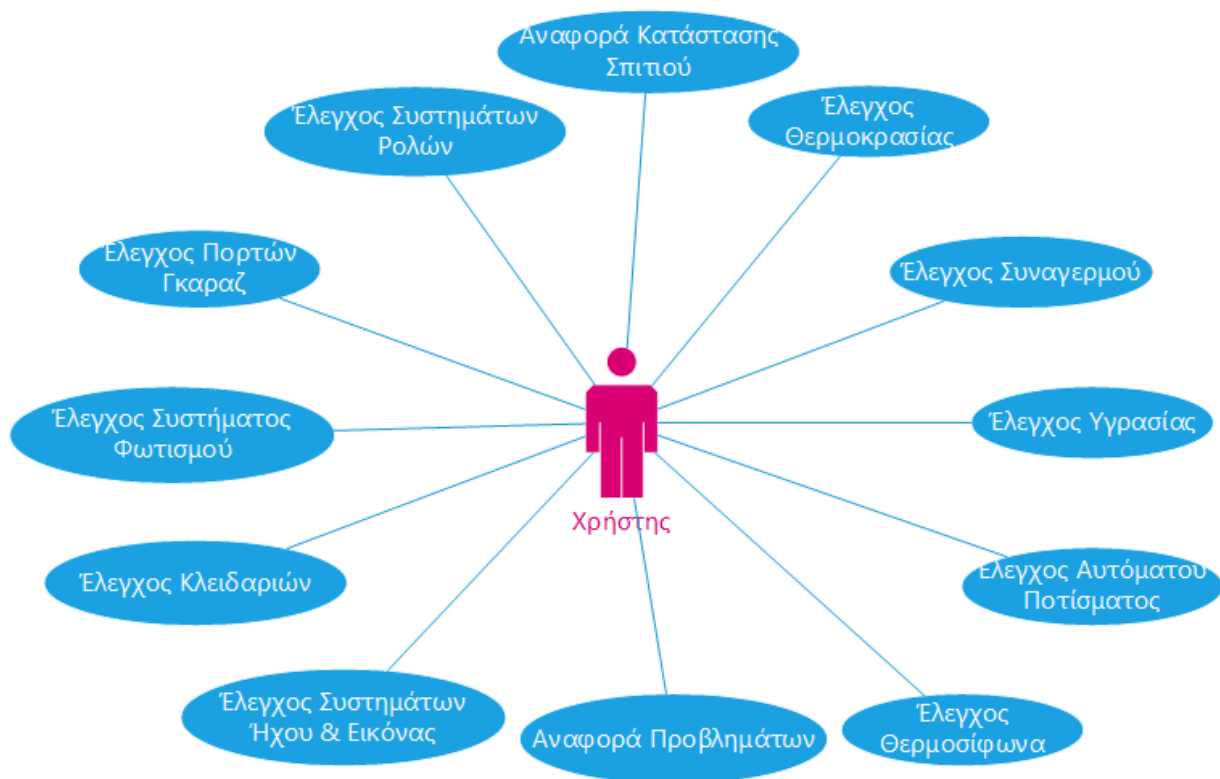 Αναφορά Κατάστασης
Σπιτιού
Έλεγχος
Θερμοκρασίας
Έλεγχος Συστημάτων
Ρολών
Έλεγχος Πορτών
Γκαραζ
Έλεγχος Συναγερμού
Έλεγχος Συστήματος
Φωτισμού
Έλεγχος Υγρασίας
Χρήστης
Έλεγχος Κλειδαριών
Έλεγχος Αυτόματου
Ποτίσματος
Έλεγχος Συστημάτων
Ήχου & Εικόνας
Αναφορά Προβλημάτων
Έλεγχος
Θερμοσίφωνα